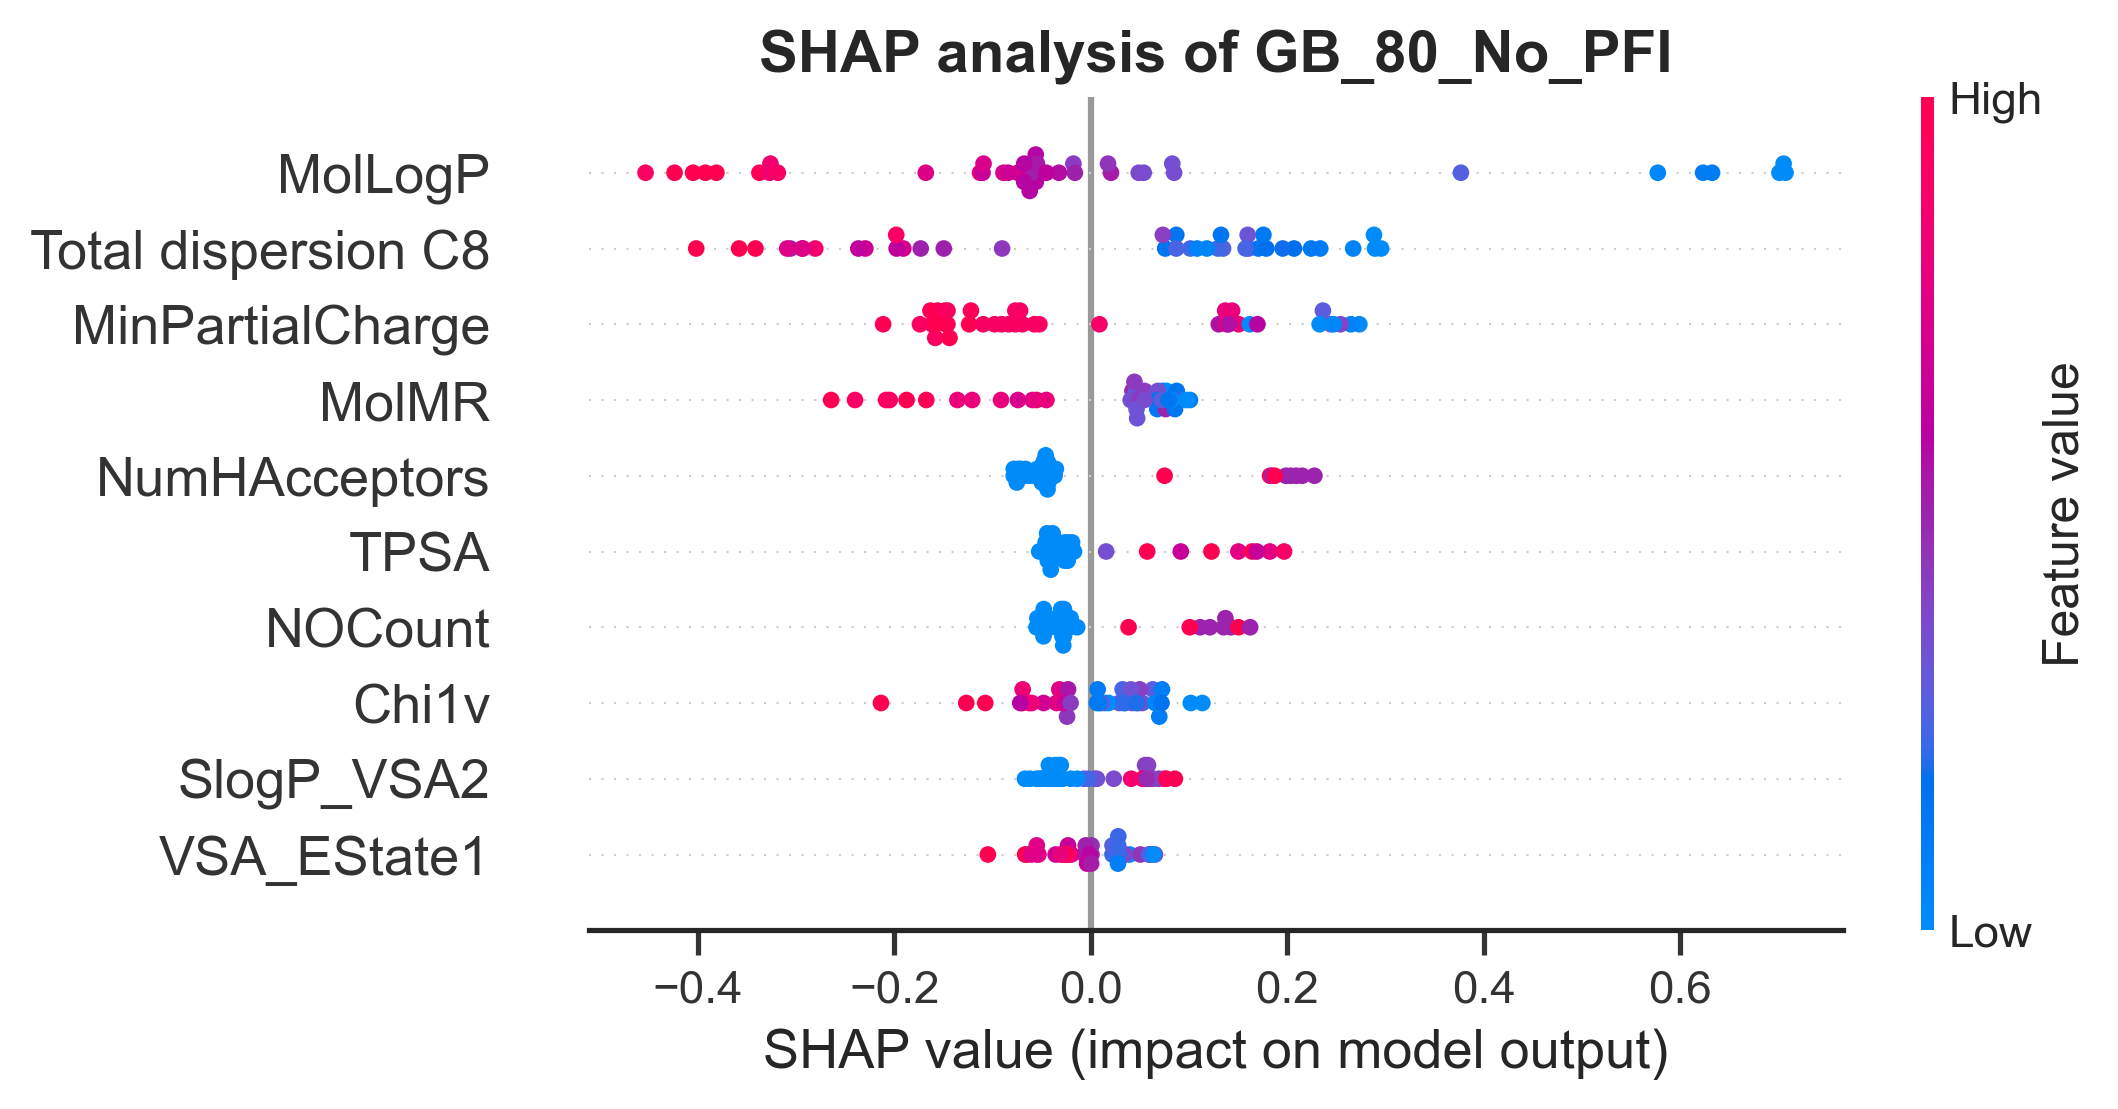 SHAP analysis of GB_80_No_PFI
High
MolLogP
Total dispersion C8
MinPartialCharge
MolMR
NumHAcceptors
TPSA
NOCount
Chi1v
SlogP_VSA2
VSA_EState1
Feature value
Low
−0.4 −0.2 0.0 0.2 0.4 0.6
SHAP value (impact on model output)